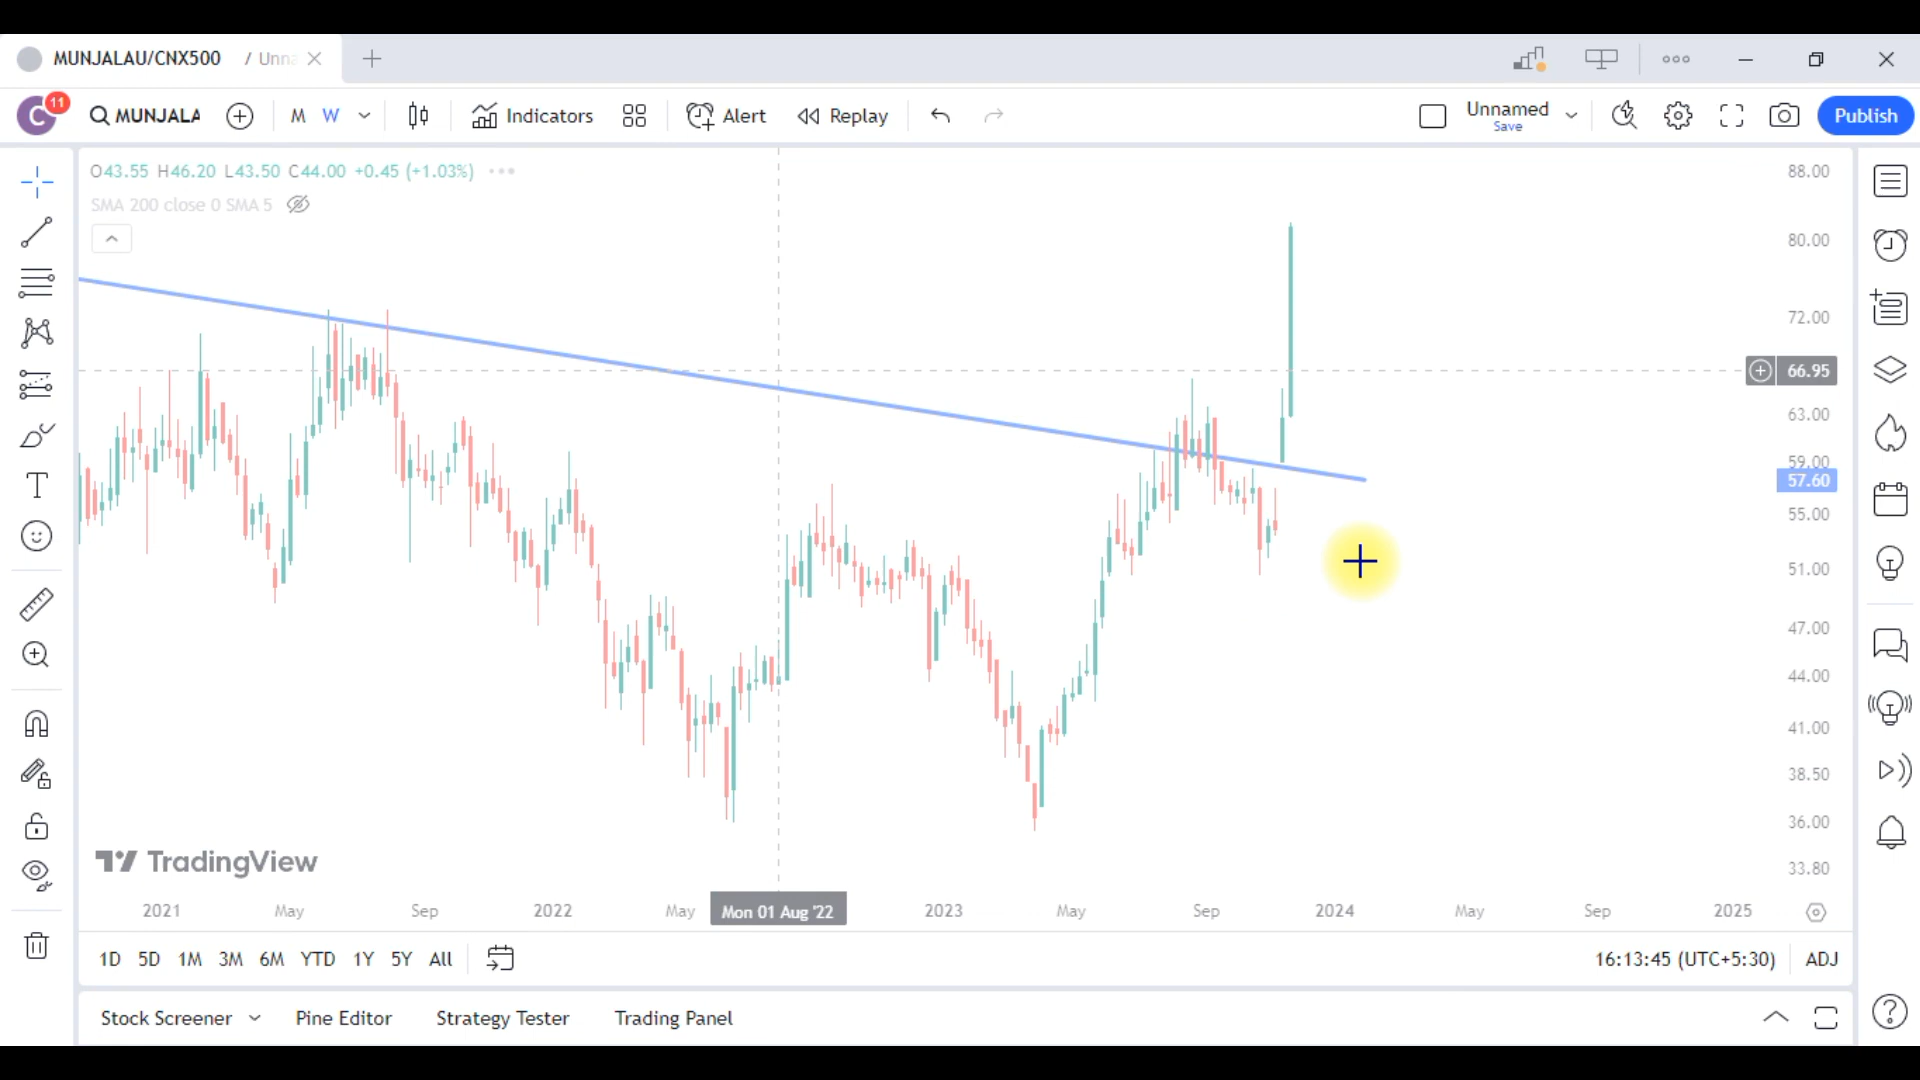 MUNJALAU/CNX500 / Unna
C 11 MUNJALA M W Indicators Alert Replay Unnamed Save Publish
O43.55 H46.20 L43.50 C44.00 +0.45 (+1.03%)
SMA 200 close 0 SMA 5
88.00
80.00
72.00
66.95
63.00
59.00
57.60
55.00
51.00
47.00
44.00
41.00
38.50
36.00
33.80
TradingView
2021 May Sep 2022 May Mon 01 Aug '22 2023 May Sep 2024 May Sep 2025
1D 5D 1M 3M 6M YTD 1Y 5Y All 16:13:45 (UTC+5:30) ADJ
Stock Screener Pine Editor Strategy Tester Trading Panel